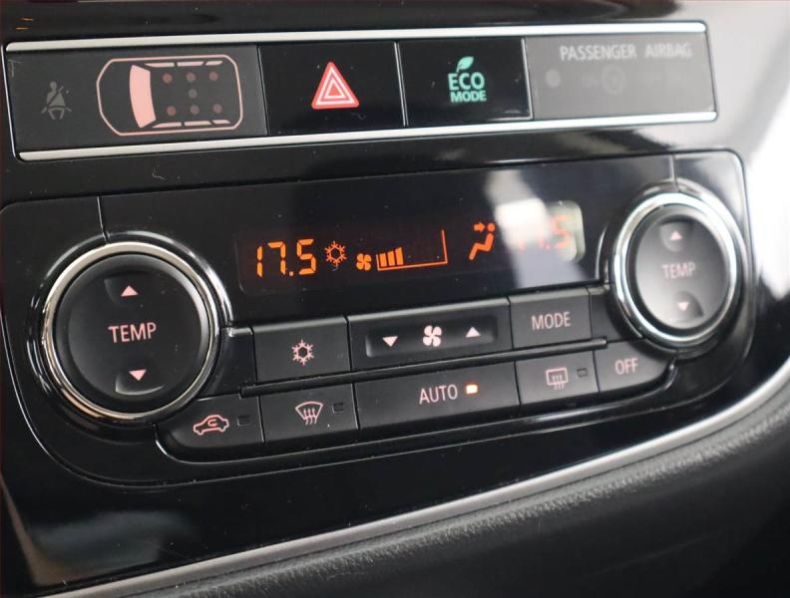 ECO
MODE
PASSENGER AIRBAG
17.5
TEMP
TEMP
MODE
AUTO
OFF